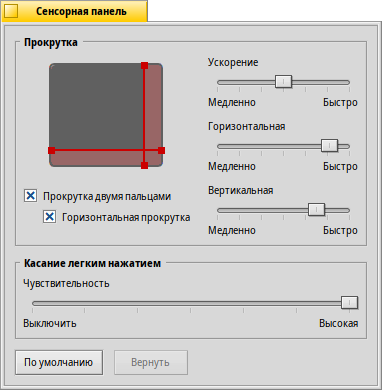 Сенсорная панель
Прокрутка
Ускорение
Медленно Быстро
Горизонтальная
Медленно Быстро
Вертикальная
Медленно Быстро
Прокрутка двумя пальцами
Горизонтальная прокрутка
Касание легким нажатием
Чувствительность
Выключить Высокая
По умолчанию Вернуть